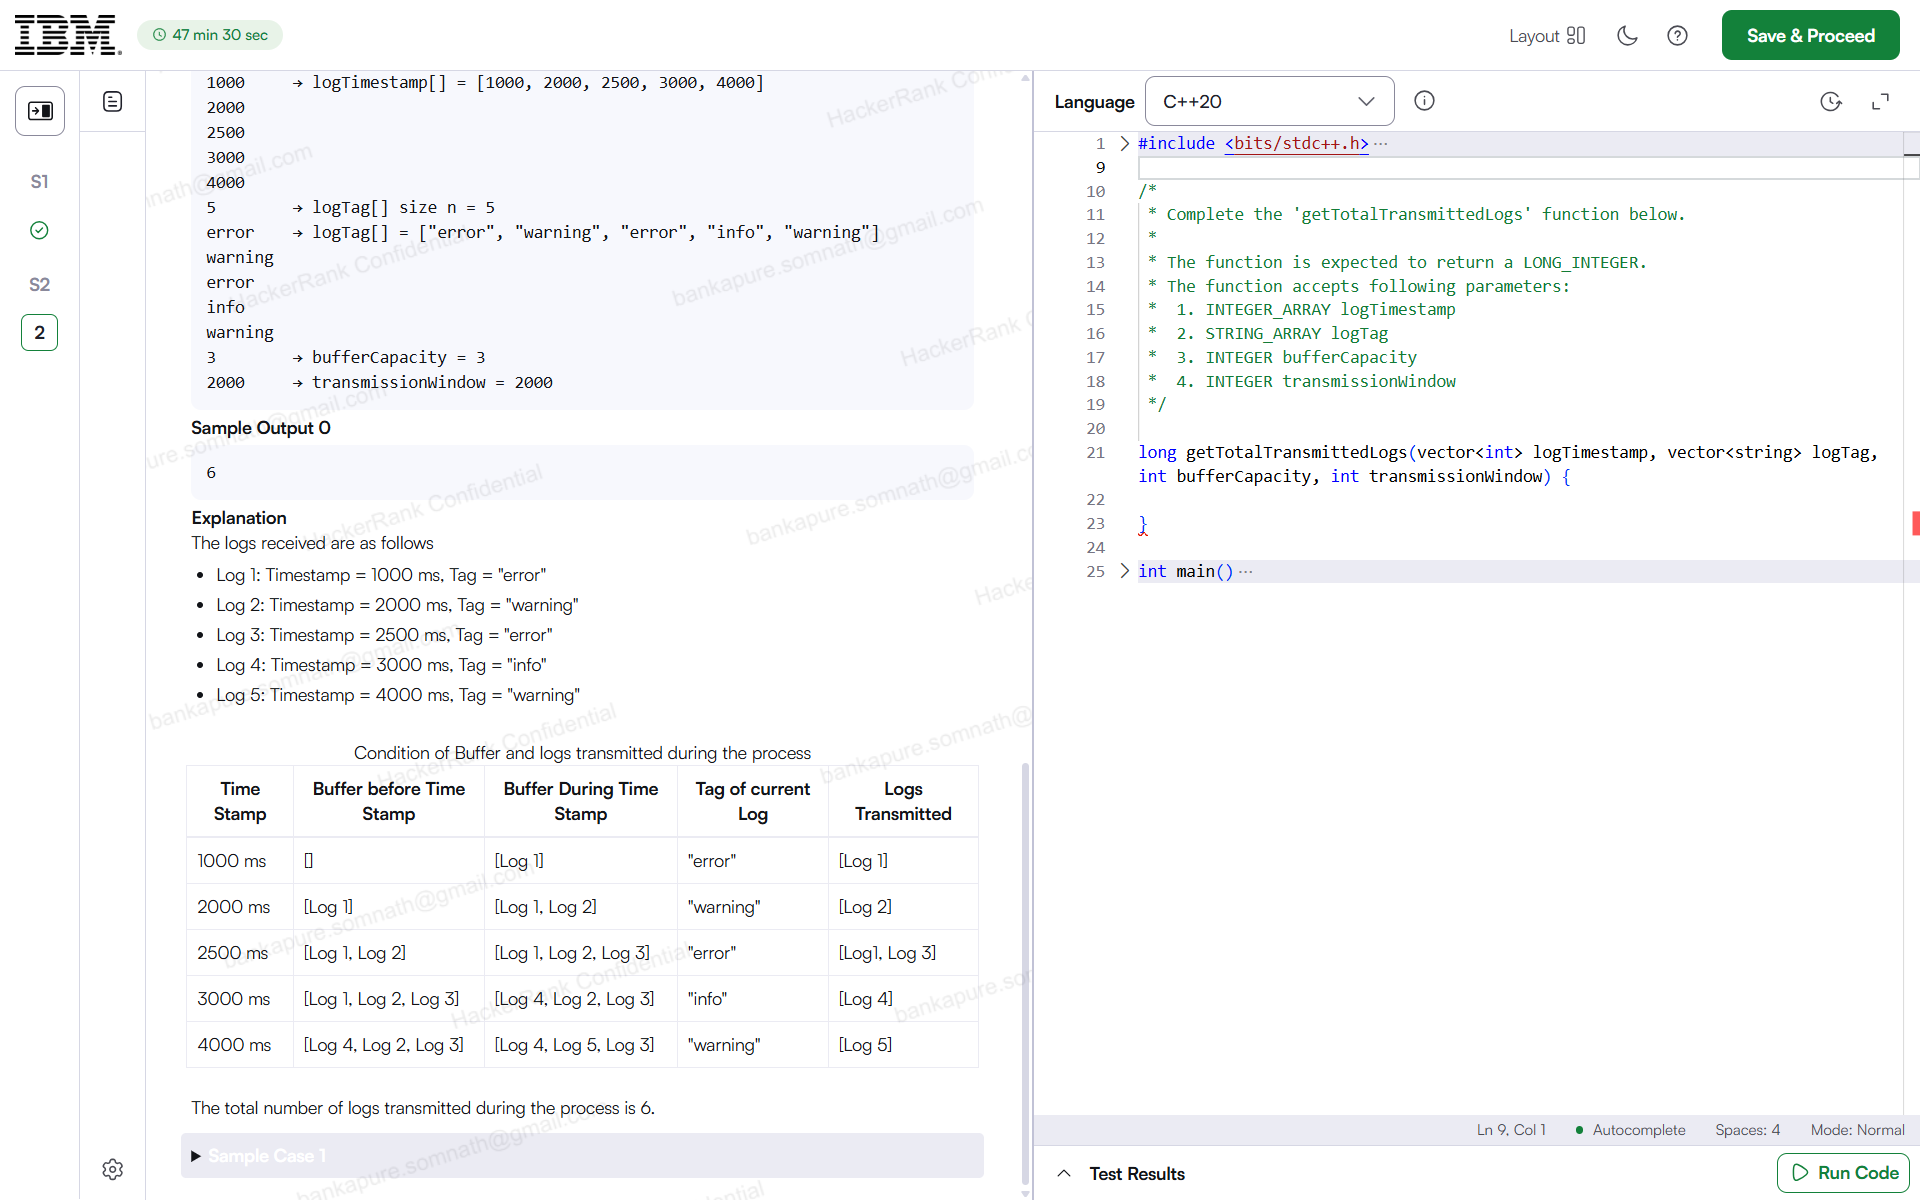 IBM
47 min 30 sec
Layout
Save & Proceed
S1
S2
2
1000 → logTimestamp[] = [1000, 2000, 2500, 3000, 4000]
2000
2500
3000
4000
5 → logTag[] size n = 5
error → logTag[] = ["error", "warning", "error", "info", "warning"]
warning
error
info
warning
3 → bufferCapacity = 3
2000 → transmissionWindow = 2000
Sample Output 0
6
Explanation
The logs received are as follows
Log 1: Timestamp = 1000 ms, Tag = "error"
Log 2: Timestamp = 2000 ms, Tag = "warning"
Log 3: Timestamp = 2500 ms, Tag = "error"
Log 4: Timestamp = 3000 ms, Tag = "info"
Log 5: Timestamp = 4000 ms, Tag = "warning"
Condition of Buffer and logs transmitted during the process
Time Stamp Buffer before Time Stamp Buffer During Time Stamp Tag of current Log Logs Transmitted
1000 ms [] [Log 1] "error" [Log 1]
2000 ms [Log 1] [Log 1, Log 2] "warning" [Log 2]
2500 ms [Log 1, Log 2] [Log 1, Log 2, Log 3] "error" [Log1, Log 3]
3000 ms [Log 1, Log 2, Log 3] [Log 4, Log 2, Log 3] "info" [Log 4]
4000 ms [Log 4, Log 2, Log 3] [Log 4, Log 5, Log 3] "warning" [Log 5]
The total number of logs transmitted during the process is 6.
Sample Case 1
Language C++20
1 #include <bits/stdc++.h> ...
9
10 /*
11 * Complete the 'getTotalTransmittedLogs' function below.
12 *
13 * The function is expected to return a LONG_INTEGER.
14 * The function accepts following parameters:
15 * 1. INTEGER_ARRAY logTimestamp
16 * 2. STRING_ARRAY logTag
17 * 3. INTEGER bufferCapacity
18 * 4. INTEGER transmissionWindow
19 */
20
21 long getTotalTransmittedLogs(vector<int> logTimestamp, vector<string> logTag,
int bufferCapacity, int transmissionWindow) {
22
23 }
24
25 int main() ...
Ln 9, Col 1 Autocomplete Spaces: 4 Mode: Normal
Test Results
Run Code
HackerRank Confidential
bankapure.somnath@gmail.com